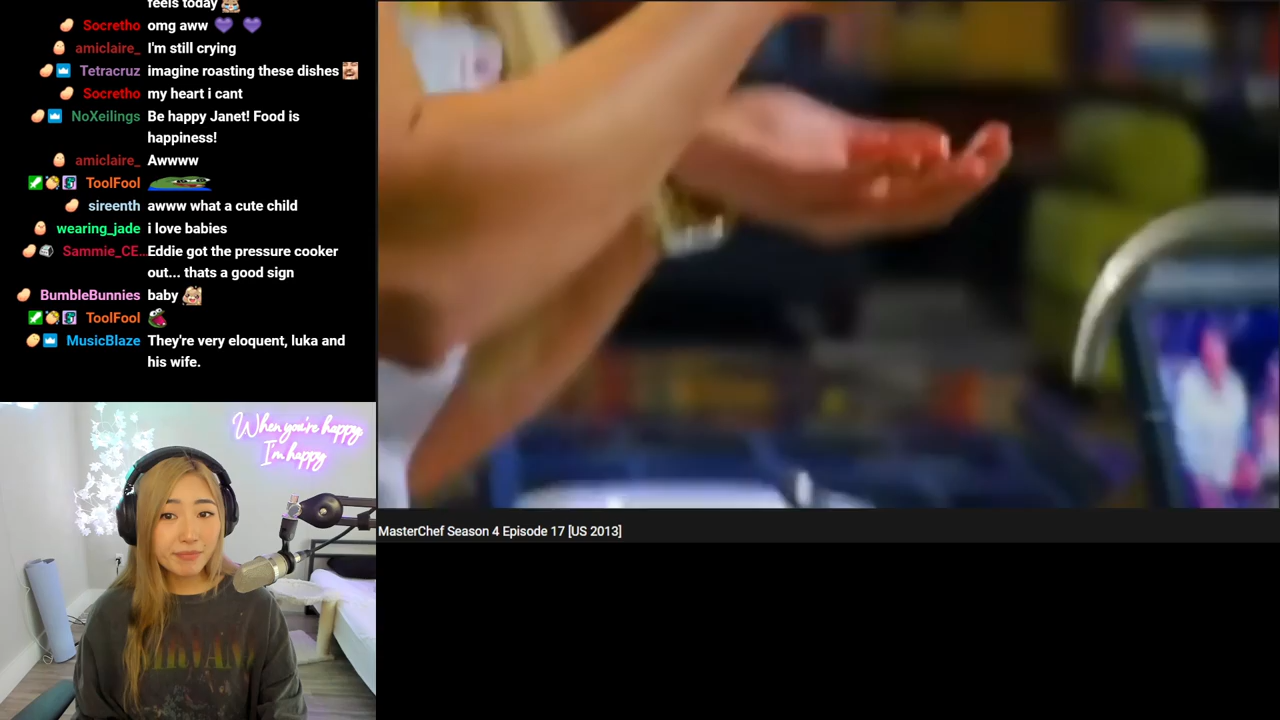 feels today
Socretho omg aww
amiclaire_ I'm still crying
Tetracruz imagine roasting these dishes
Socretho my heart i cant
NoXeilings Be happy Janet! Food is
happiness!
amiclaire_ Awwww
ToolFool
sireenth awww what a cute child
wearing_jade i love babies
Sammie_CE... Eddie got the pressure cooker
out... thats a good sign
BumbleBunnies baby
ToolFool
MusicBlaze They're very eloquent, luka and
his wife.
When you're happy
I'm happy
NIRVANA
MasterChef Season 4 Episode 17 [US 2013]